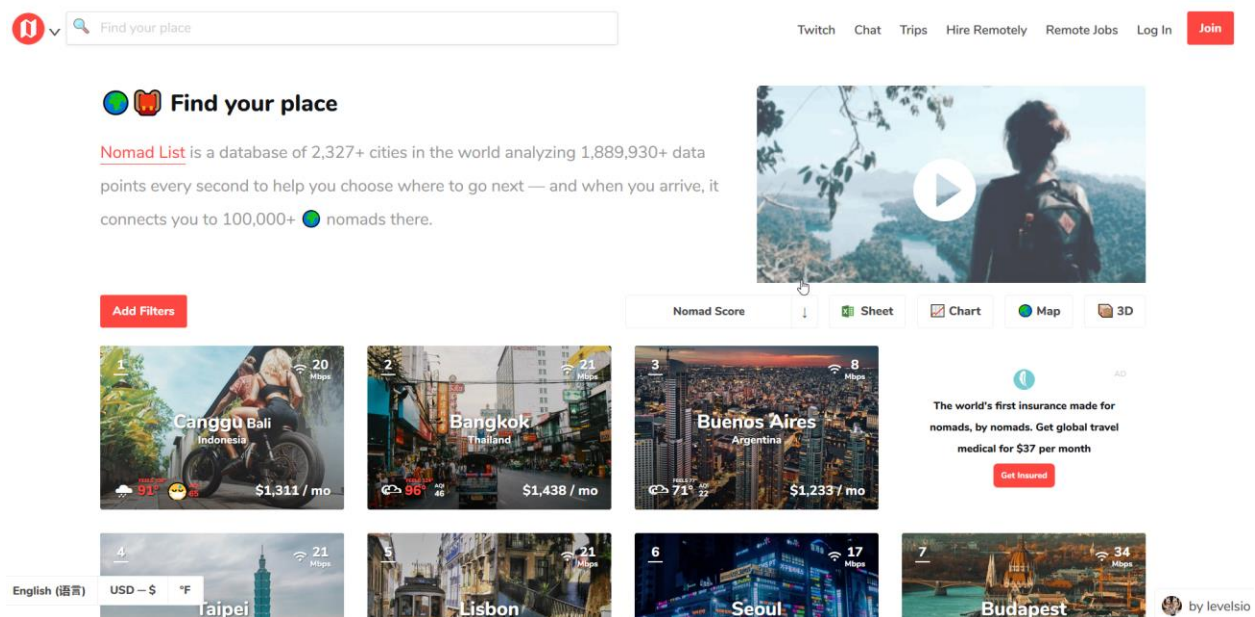 Find your place
Twitch
Chat
Trips
Hire Remotely
Remote Jobs
Log In
Join
Find your place
Nomad List is a database of 2,327+ cities in the world analyzing 1,889,930+ data
points every second to help you choose where to go next — and when you arrive, it
connects you to 100,000+ nomads there.
Add Filters
Nomad Score
↓
Sheet
Chart
Map
3D
1
20
Mbps
Canggu Bali
Indonesia
91°
65
$1,311 / mo
2
21
Mbps
Bangkok
Thailand
96°
AQI
46
$1,438 / mo
3
8
Mbps
Buenos Aires
Argentina
FEELS 71°
71°
AQI
22
$1,233 / mo
AD
The world's first insurance made for
nomads, by nomads. Get global travel
medical for $37 per month
Get Insured
4
21
Mbps
Taipei
5
21
Mbps
Lisbon
6
17
Mbps
Seoul
7
34
Mbps
Budapest
English (语言)
USD — $
°F
by levelsio